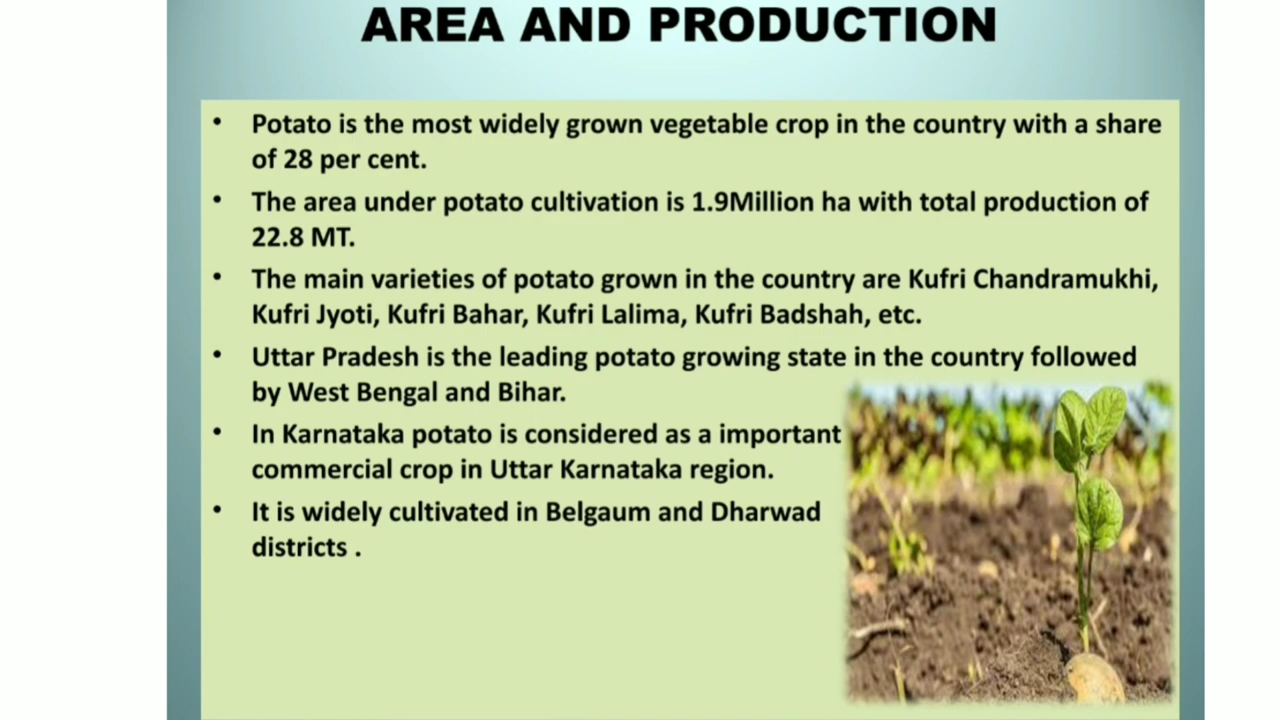 AREA AND PRODUCTION
• Potato is the most widely grown vegetable crop in the country with a share
of 28 per cent.
• The area under potato cultivation is 1.9Million ha with total production of
22.8 MT.
• The main varieties of potato grown in the country are Kufri Chandramukhi,
Kufri Jyoti, Kufri Bahar, Kufri Lalima, Kufri Badshah, etc.
• Uttar Pradesh is the leading potato growing state in the country followed
by West Bengal and Bihar.
• In Karnataka potato is considered as a important
commercial crop in Uttar Karnataka region.
• It is widely cultivated in Belgaum and Dharwad
districts .